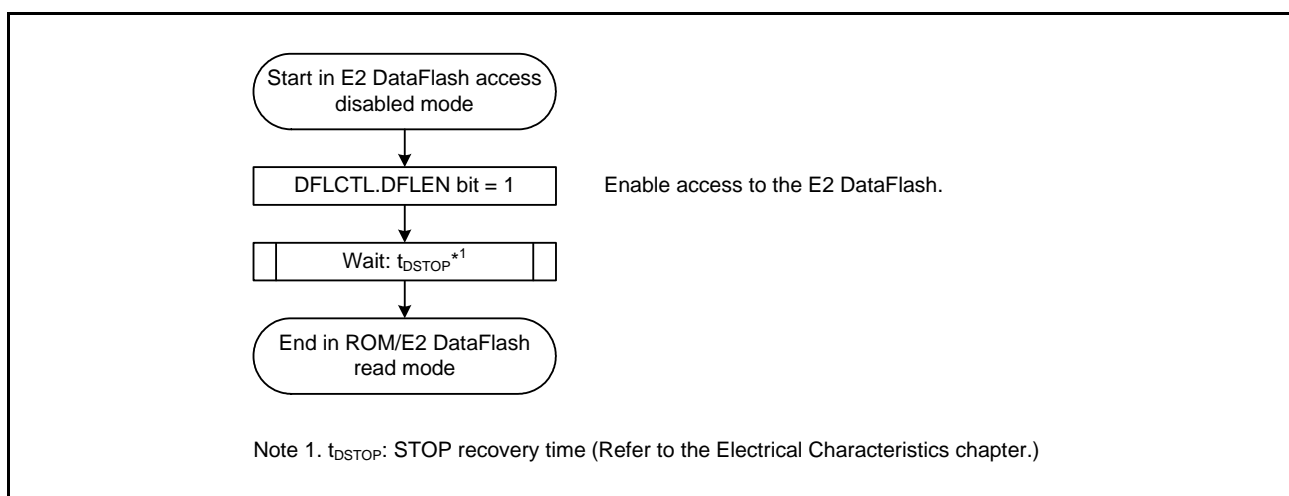 Start in E2 DataFlash access
disabled mode
DFLCTL.DFLEN bit = 1
Enable access to the E2 DataFlash.
Wait: tDSTOP*1
End in ROM/E2 DataFlash
read mode
Note 1. tDSTOP: STOP recovery time (Refer to the Electrical Characteristics chapter.)